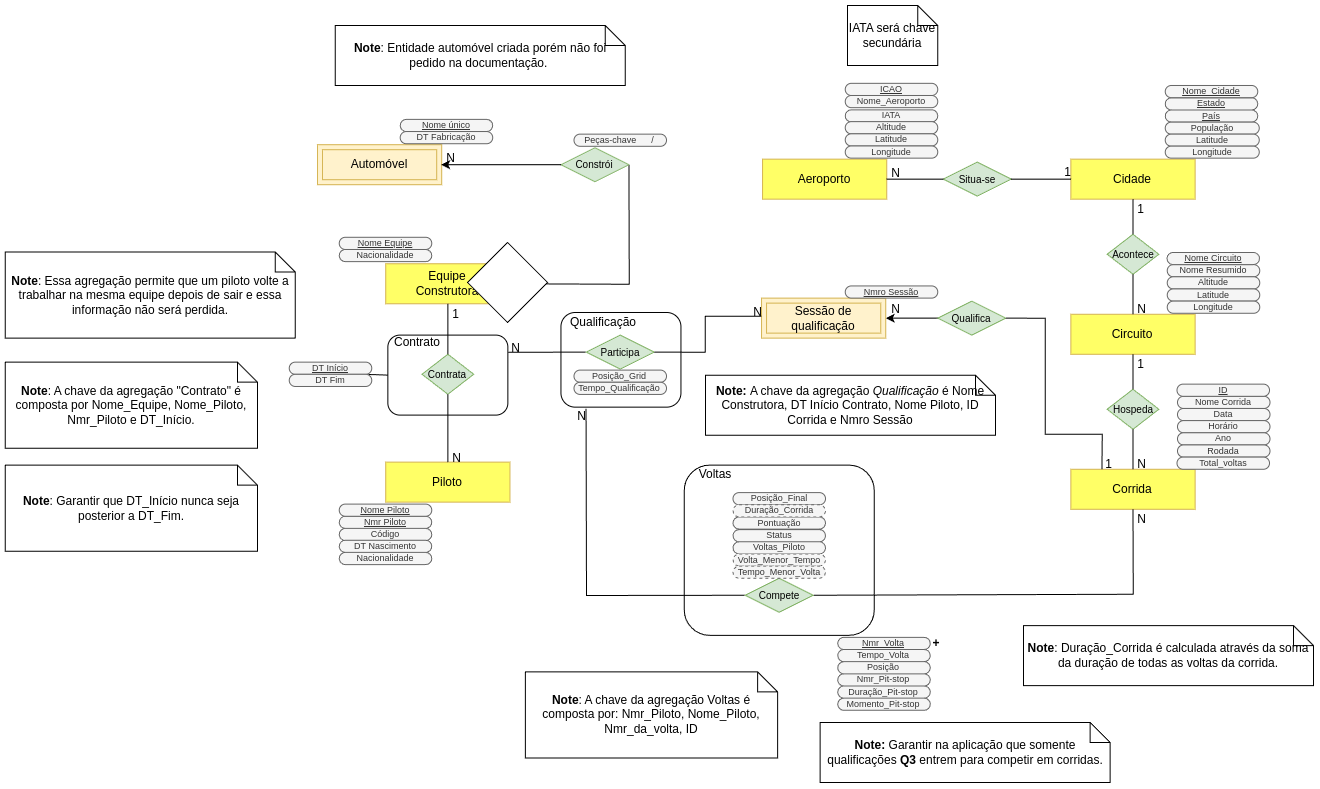 Note: Entidade automóvel criada porém não foi
pedido na documentação.
IATA será chave
secundária
Nome único
DT Fabricação
Automóvel
N
Peças-chave /
Constrói
ICAO
Nome_Aeroporto
IATA
Altitude
Latitude
Longitude
Aeroporto
N
Situa-se
1
Nome_Cidade
Estado
País
População
Latitude
Longitude
Cidade
1
Acontece
N
Nome Circuito
Nome Resumido
Altitude
Latitude
Longitude
Circuito
1
Hospeda
N
ID
Nome Corrida
Data
Horário
Ano
Rodada
Total_voltas
1
Corrida
N
Note: Essa agregação permite que um piloto volte a
trabalhar na mesma equipe depois de sair e essa
informação não será perdida.
Nome Equipe
Nacionalidade
Equipe
Construtora
1
Contrato
Contrata
N
DT Início
DT Fim
N
Piloto
Nome Piloto
Nmr Piloto
Código
DT Nascimento
Nacionalidade
Note: A chave da agregação "Contrato" é
composta por Nome_Equipe, Nome_Piloto,
Nmr_Piloto e DT_Início.
Note: Garantir que DT_Início nunca seja
posterior a DT_Fim.
Qualificação
Participa
Posição_Grid
Tempo_Qualificação
N
N
Nmro Sessão
Sessão de
qualificação
N
Qualifica
Note: A chave da agregação Qualificação é Nome
Construtora, DT Início Contrato, Nome Piloto, ID
Corrida e Nmro Sessão
Voltas
Posição_Final
Duração_Corrida
Pontuação
Status
Voltas_Piloto
Volta_Menor_Tempo
Tempo_Menor_Volta
Compete
Nmr_Volta +
Tempo_Volta
Posição
Nmr_Pit-stop
Duração_Pit-stop
Momento_Pit-stop
Note: Duração_Corrida é calculada através da soma
da duração de todas as voltas da corrida.
Note: A chave da agregação Voltas é
composta por: Nmr_Piloto, Nome_Piloto,
Nmr_da_volta, ID
Note: Garantir na aplicação que somente
qualificações Q3 entrem para competir em corridas.